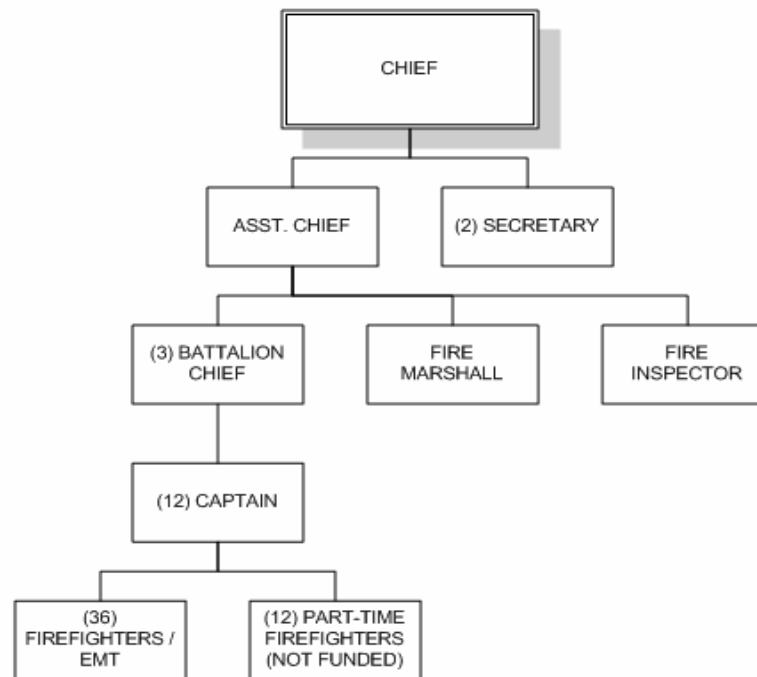 CHIEF
ASST. CHIEF
(2) SECRETARY
(3) BATTALION
CHIEF
FIRE
MARSHALL
FIRE
INSPECTOR
(12) CAPTAIN
(36)
FIREFIGHTERS /
EMT
(12) PART-TIME
FIREFIGHTERS
(NOT FUNDED)